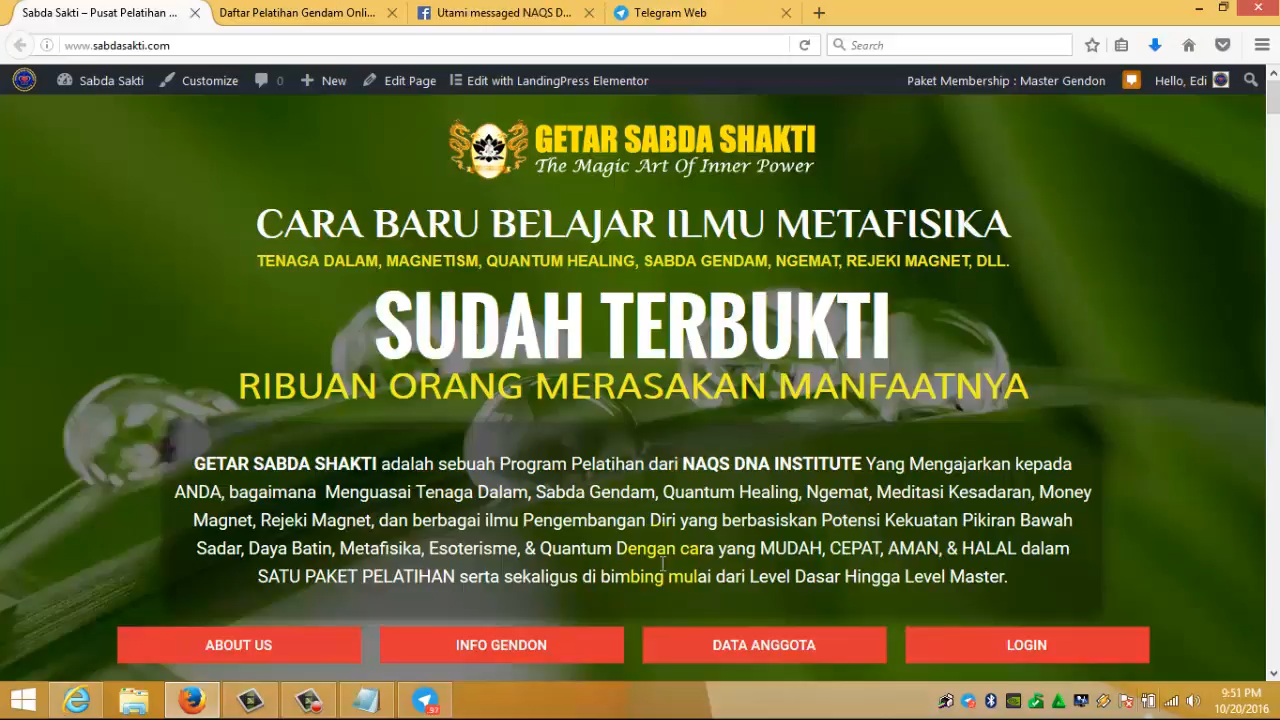 Sabda Sakti – Pusat Pelatihan ...
Daftar Pelatihan Gendam Onli...
Utami messaged NAQS D...
Telegram Web
www.sabdasakti.com
Search
Sabda Sakti
Customize
0
New
Edit Page
Edit with LandingPress Elementor
Paket Membership : Master Gendon
Hello, Edi
GETAR SABDA SHAKTI
The Magic Art Of Inner Power
CARA BARU BELAJAR ILMU METAFISIKA
TENAGA DALAM, MAGNETISM, QUANTUM HEALING, SABDA GENDAM, NGEMAT, REJEKI MAGNET, DLL.
SUDAH TERBUKTI
RIBUAN ORANG MERASAKAN MANFAATNYA
GETAR SABDA SHAKTI adalah sebuah Program Pelatihan dari NAQS DNA INSTITUTE Yang Mengajarkan kepada
ANDA, bagaimana Menguasai Tenaga Dalam, Sabda Gendam, Quantum Healing, Ngemat, Meditasi Kesadaran, Money
Magnet, Rejeki Magnet, dan berbagai ilmu Pengembangan Diri yang berbasiskan Potensi Kekuatan Pikiran Bawah
Sadar, Daya Batin, Metafisika, Esoterisme, & Quantum Dengan cara yang MUDAH, CEPAT, AMAN, & HALAL dalam
SATU PAKET PELATIHAN serta sekaligus di bimbing mulai dari Level Dasar Hingga Level Master.
ABOUT US
INFO GENDON
DATA ANGGOTA
LOGIN
97
9:51 PM
10/20/2016